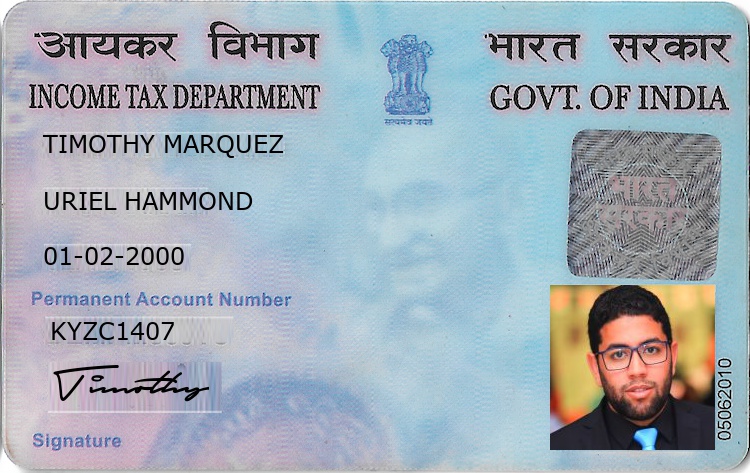 आयकर विभाग
भारत सरकार
INCOME TAX DEPARTMENT
GOVT. OF INDIA
सत्यमेव जयते
TIMOTHY MARQUEZ
URIEL HAMMOND
01-02-2000
भारत
सरकार
Permanent Account Number
KYZC1407
Timothy
Signature
05062010